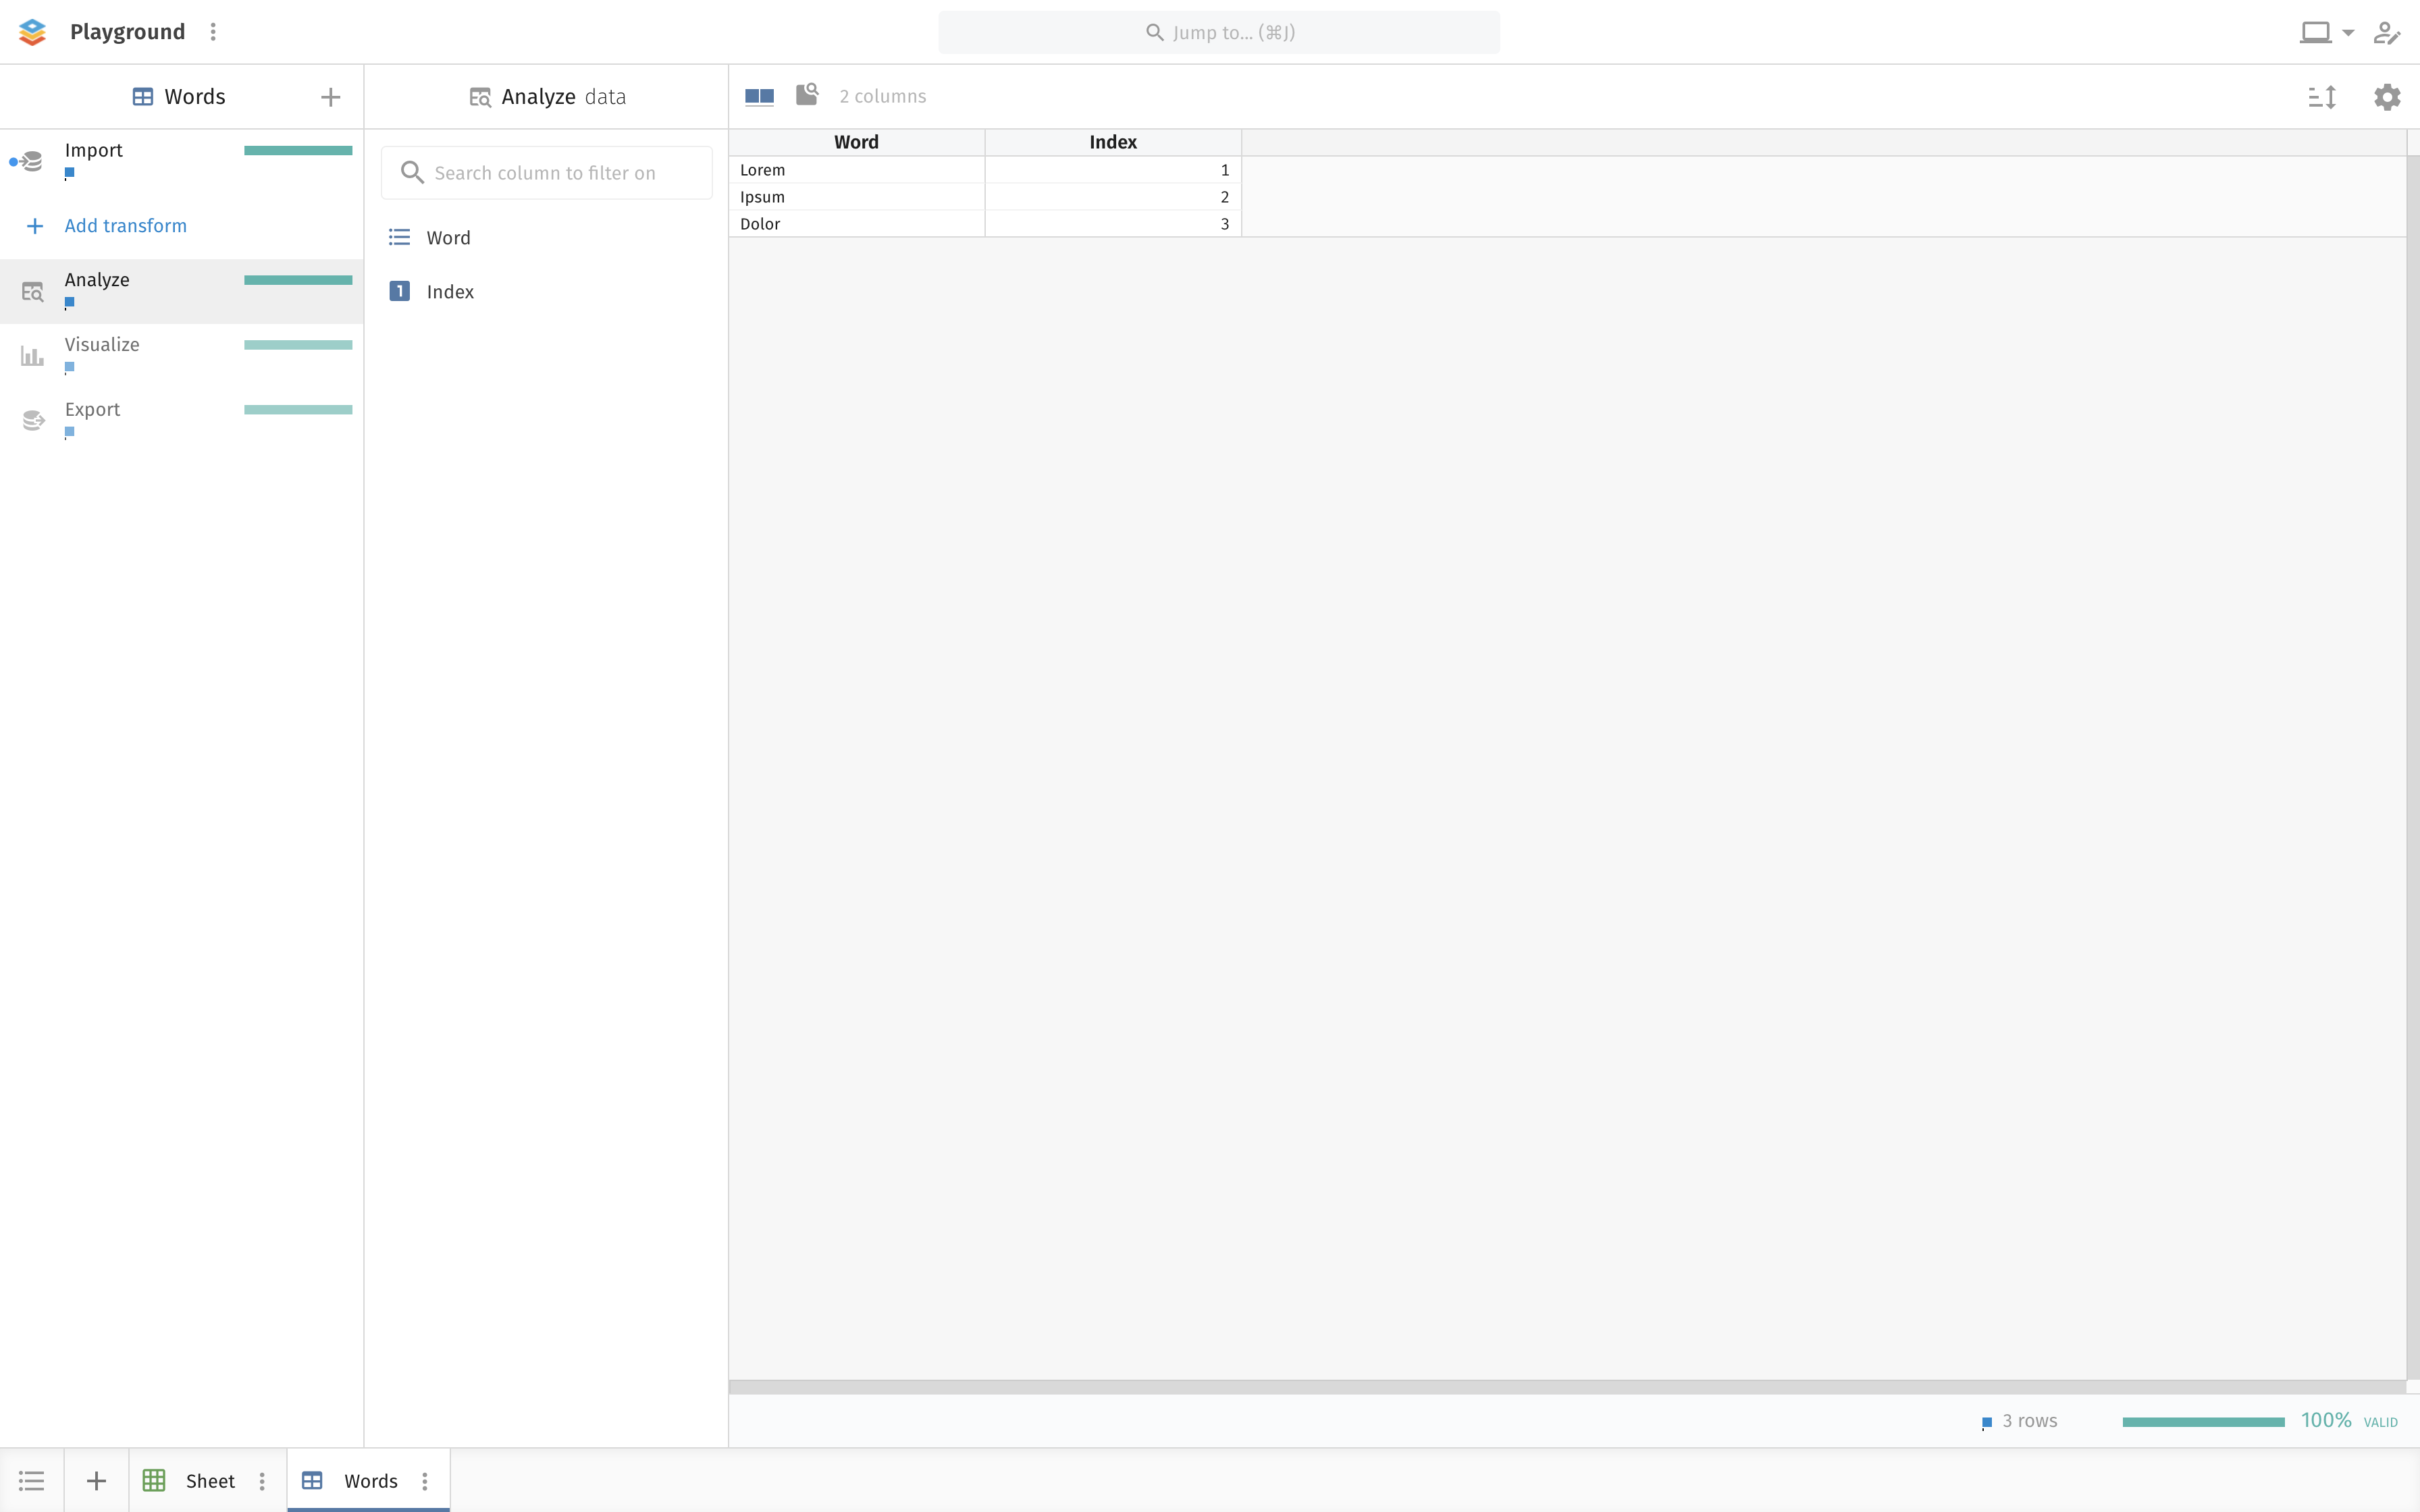 Playground
Jump to... (⌘J)
Words
Analyze data
2 columns
Import
Add transform
Analyze
Visualize
Export
Search column to filter on
Word
1 Index
Word Index
Lorem 1
Ipsum 2
Dolor 3
3 rows
100% VALID
Sheet
Words